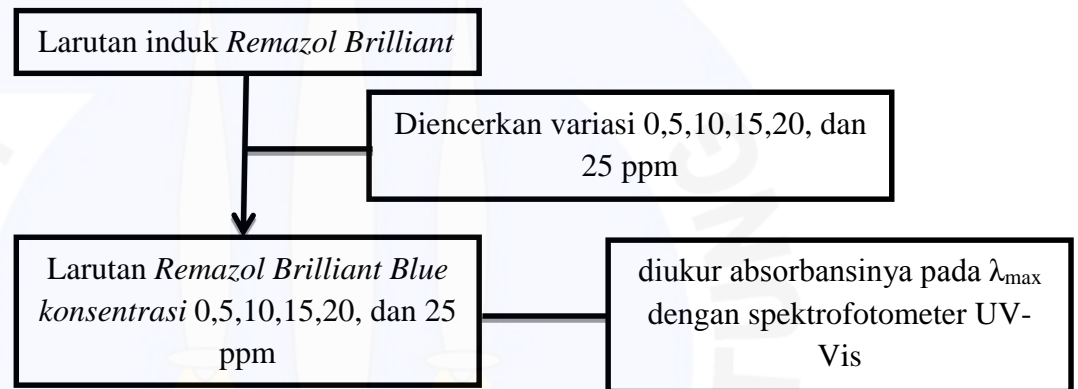 Larutan induk Remazol Brilliant
Diencerkan variasi 0,5,10,15,20, dan
25 ppm
Larutan Remazol Brilliant Blue
konsentrasi 0,5,10,15,20, dan 25
ppm
diukur absorbansinya pada λmax
dengan spektrofotometer UV-
Vis